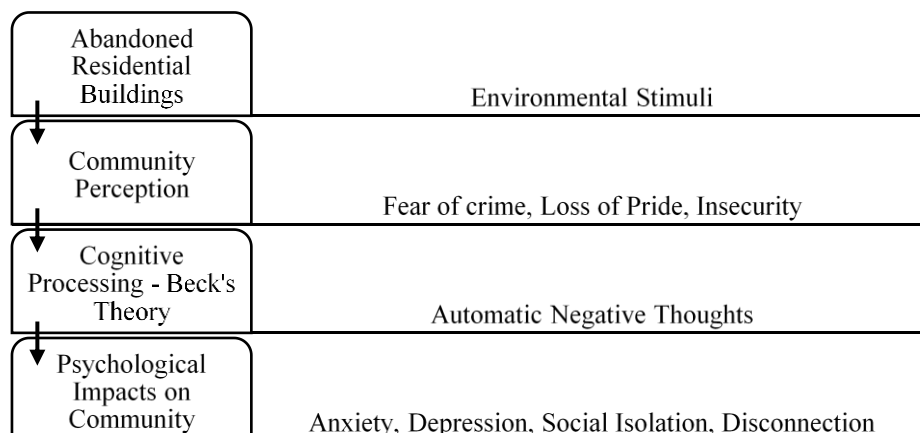 Abandoned
Residential
Buildings
Environmental Stimuli
Community
Perception
Fear of crime, Loss of Pride, Insecurity
Cognitive
Processing - Beck's
Theory
Automatic Negative Thoughts
Psychological
Impacts on
Community
Anxiety, Depression, Social Isolation, Disconnection